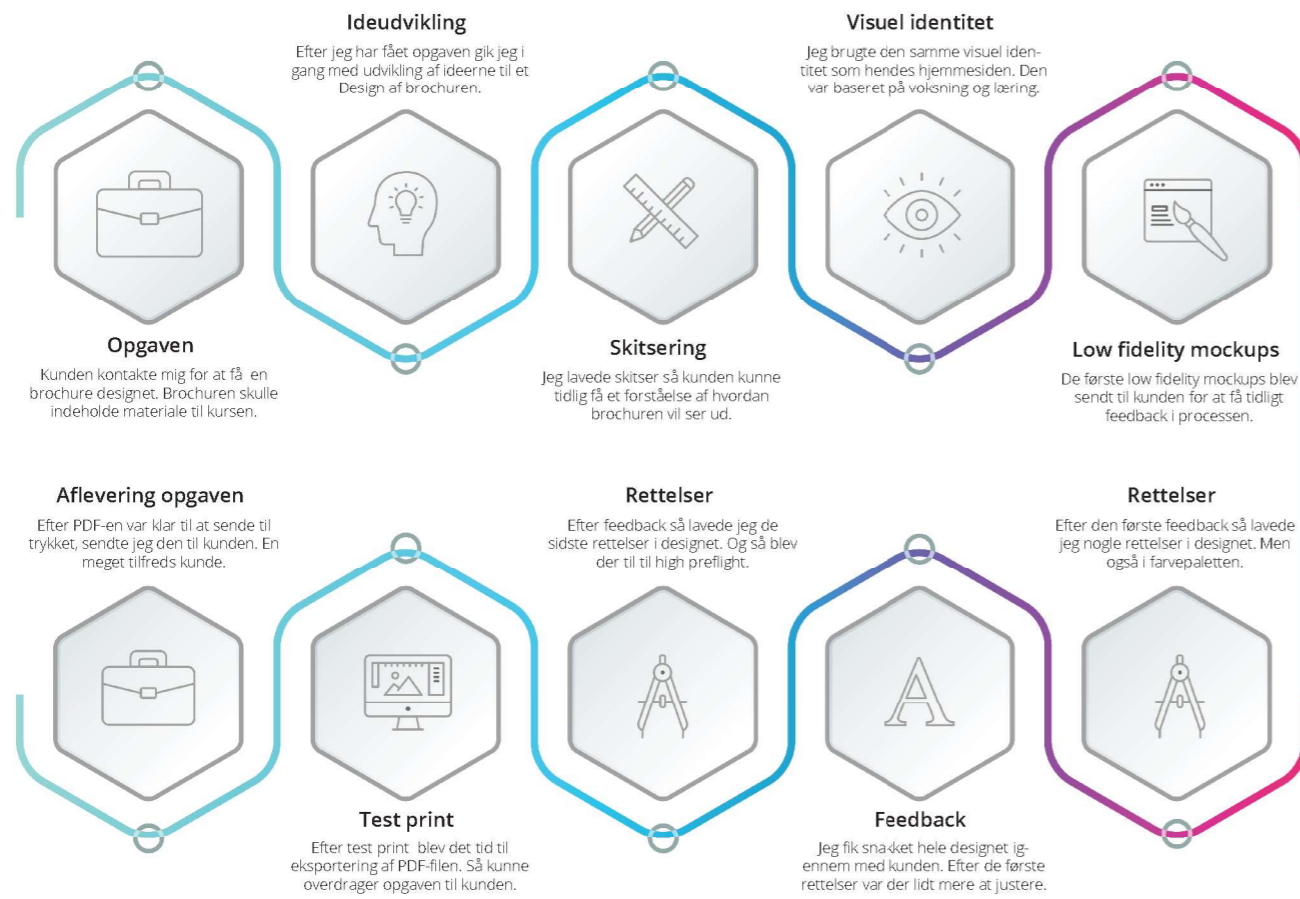 Opgaven
Kunden kontakte mig for at få en
brochure designet. Brochuren skulle
indeholde materiale til kursen.
Ideudvikling
Efter jeg har fået opgaven gik jeg i
gang med udvikling af ideerne til et
Design af brochuren.
Skitsering
Jeg lavede skitser så kunden kunne
tidlig få et forståelse af hvordan
brochuren vil ser ud.
Visuel identitet
Jeg brugte den samme visuel iden-
titet som hendes hjemmesiden. Den
var baseret på voksning og læring.
Low fidelity mockups
De første low fidelity mockups blev
sendt til kunden for at få tidligt
feedback i processen.
Rettelser
Efter den første feedback så lavede
jeg nogle rettelser i designet. Men
også i farvepaletten.
Feedback
Jeg fik snakket hele designet ig-
ennem med kunden. Efter de første
rettelser var der lidt mere at justere.
Rettelser
Efter feedback så lavede jeg de
sidste rettelser i designet. Og så blev
der til til high preflight.
Test print
Efter test print blev det tid til
eksportering af PDF-filen. Så kunne
overdrager opgaven til kunden.
Aflevering opgaven
Efter PDF-en var klar til at sende til
trykket, sendte jeg den til kunden. En
meget tilfreds kunde.
A